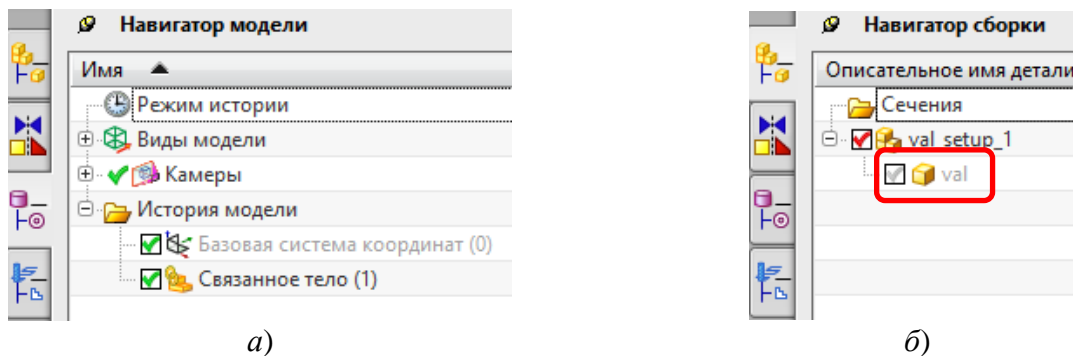 Навигатор модели
Имя
Режим истории
Виды модели
Камеры
История модели
Базовая система координат (0)
Связанное тело (1)
а)
Навигатор сборки
Описательное имя детали
Сечения
val_setup_1
val
б)